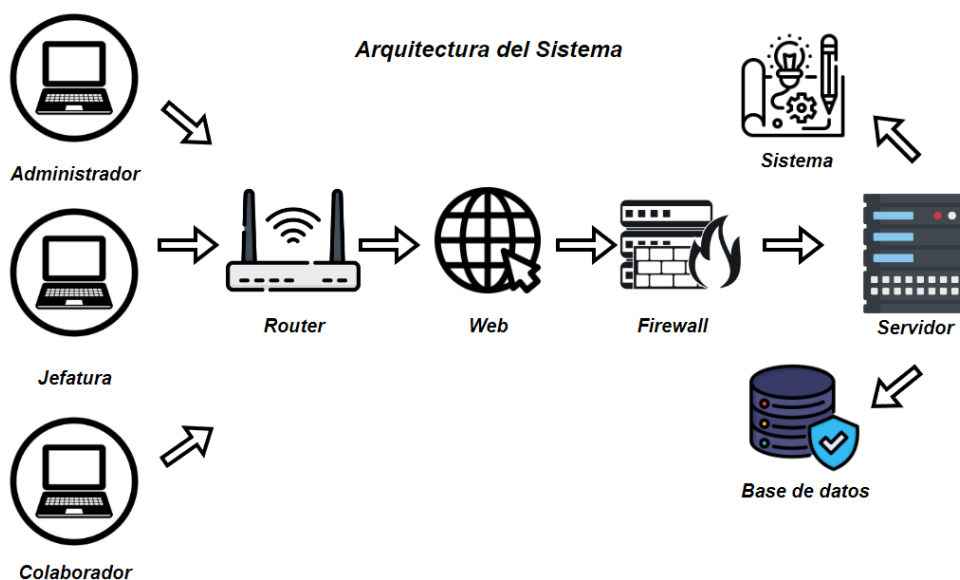 Arquitectura del Sistema
Administrador
Sistema
Router
Web
Firewall
Servidor
Jefatura
Base de datos
Colaborador